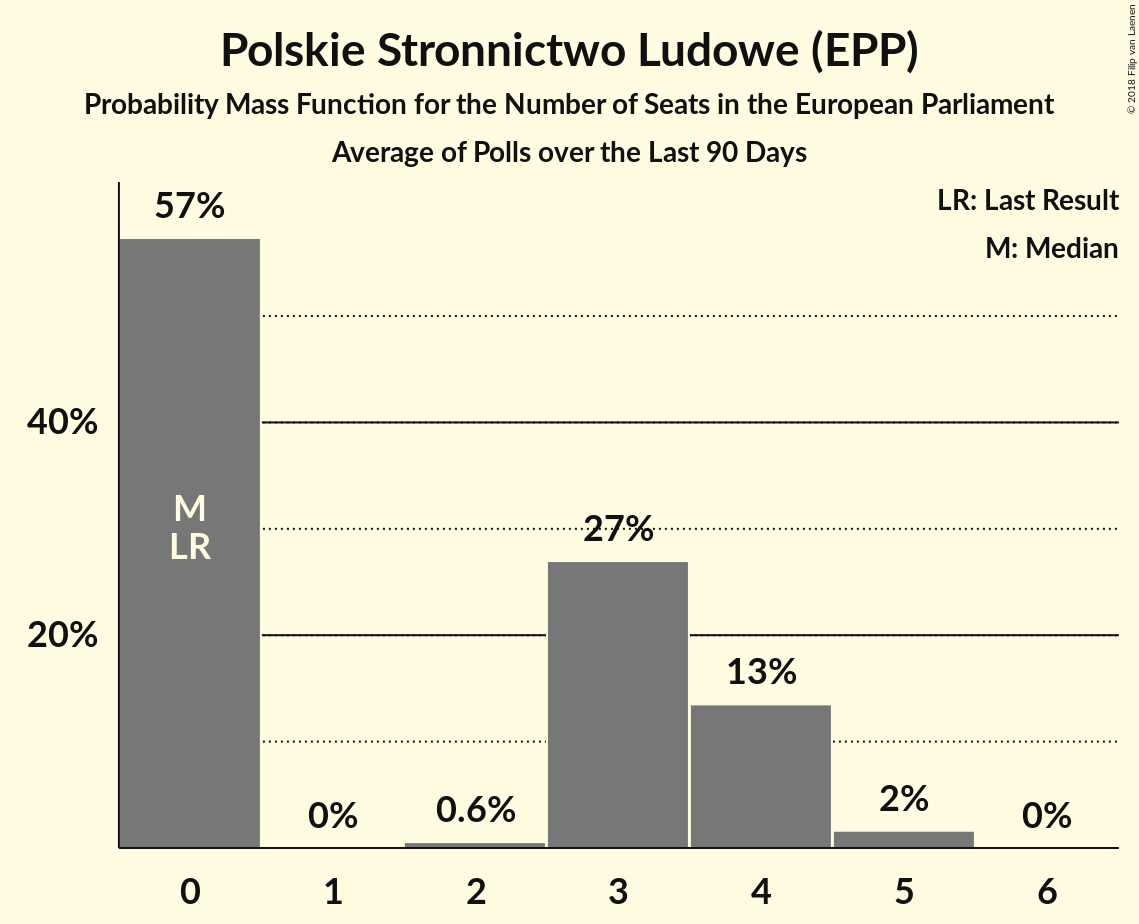 Polskie Stronnictwo Ludowe (EPP)
Probability Mass Function for the Number of Seats in the European Parliament
Average of Polls over the Last 90 Days
© 2018 Filip van Laenen
LR: Last Result
M: Median
57%
40%
M
LR
27%
20%
13%
0%
0.6%
2%
0%
0 1 2 3 4 5 6